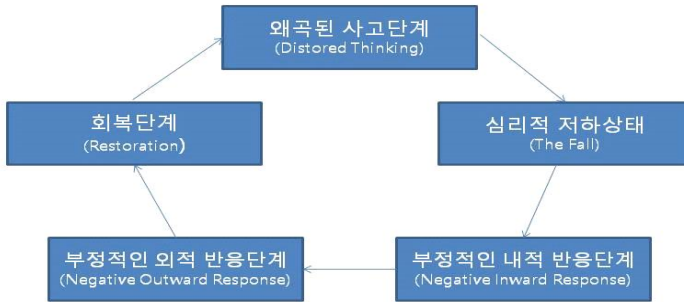 왜곡된 사고단계
(Distored Thinking)
회복단계
(Restoration)
심리적 저하상태
(The Fall)
부정적인 외적 반응단계
(Negative Outward Response)
부정적인 내적 반응단계
(Negative Inward Response)